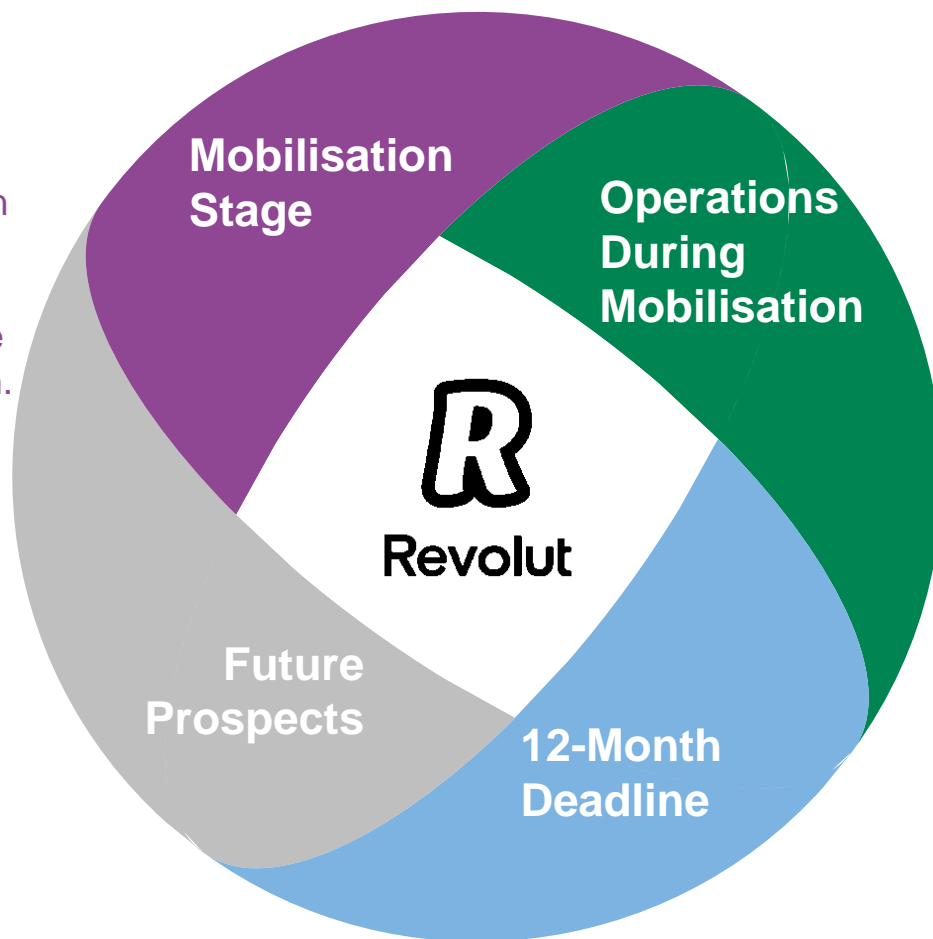 Mobilisation
Stage
Operations
During
Mobilisation
R
Revolut
Future
Prospects
12-Month
Deadline